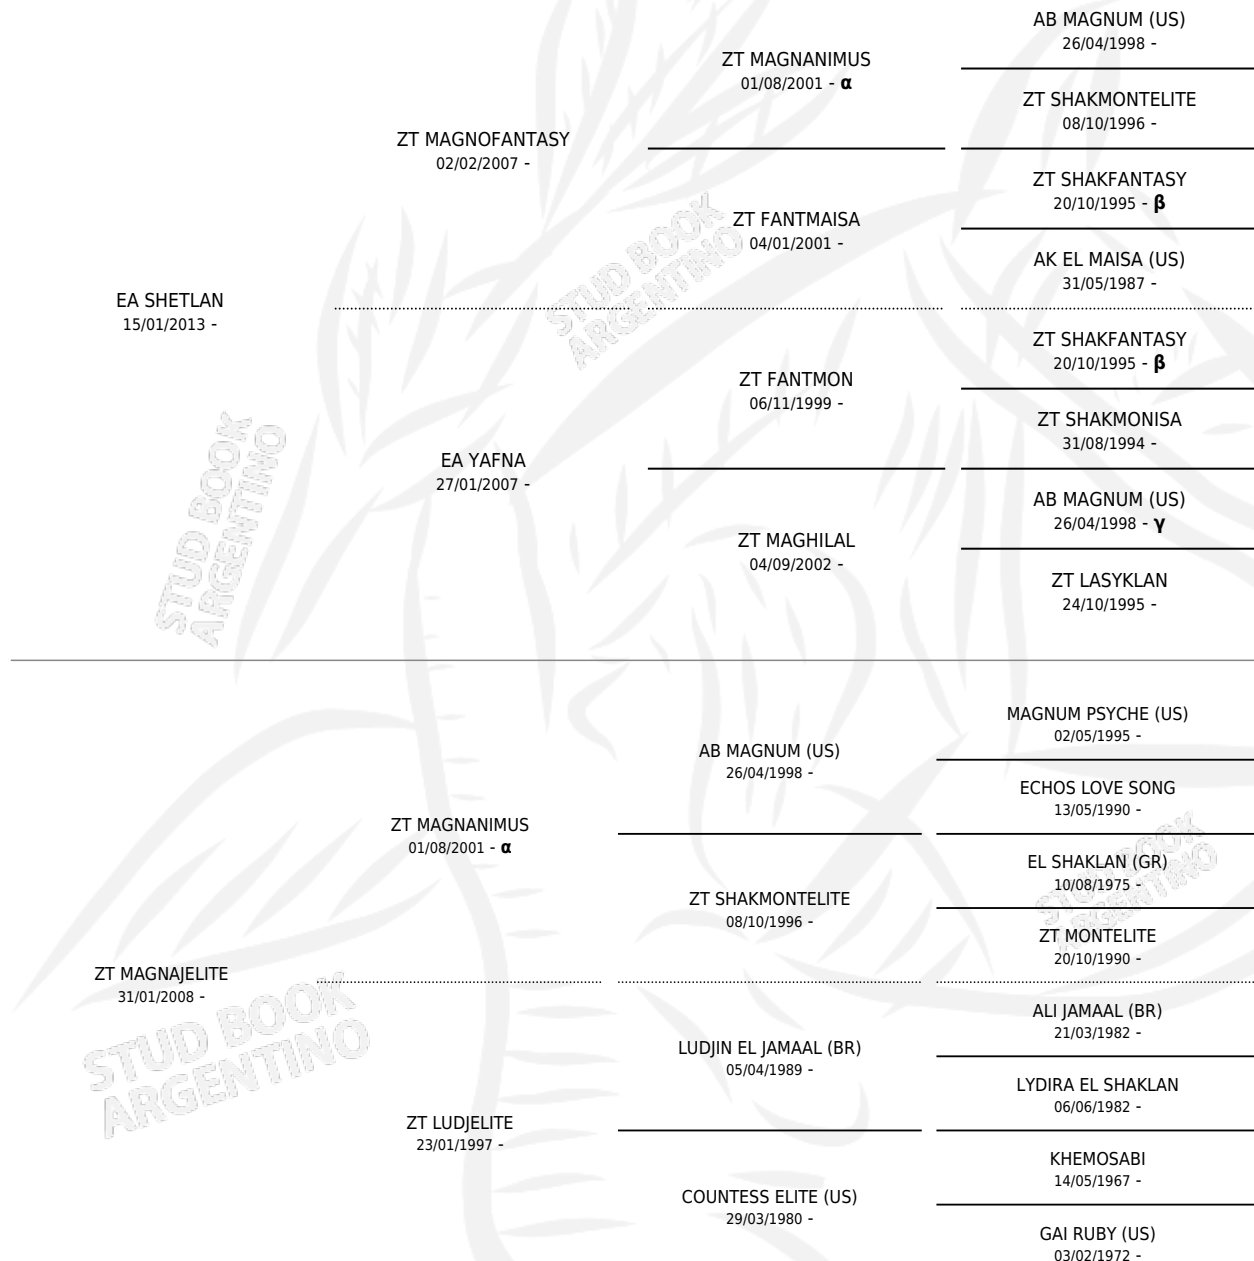 AB MAGNUM (US)
26/04/1998 -
ZT MAGNANIMUS
01/08/2001 - α
ZT SHAKMONTELITE
08/10/1996 -
ZT MAGNOFANTASY
02/02/2007 -
ZT SHAKFANTASY
20/10/1995 - β
ZT FANTMAISA
04/01/2001 -
AK EL MAISA (US)
31/05/1987 -
EA SHETLAN
15/01/2013 -
ZT SHAKFANTASY
20/10/1995 - β
ZT FANTMON
06/11/1999 -
ZT SHAKMONISA
31/08/1994 -
EA YAFNA
27/01/2007 -
AB MAGNUM (US)
26/04/1998 - γ
ZT MAGHILAL
04/09/2002 -
ZT LASYKLAN
24/10/1995 -
MAGNUM PSYCHE (US)
02/05/1995 -
AB MAGNUM (US)
26/04/1998 -
ECHOS LOVE SONG
13/05/1990 -
ZT MAGNANIMUS
01/08/2001 - α
EL SHAKLAN (GR)
10/08/1975 -
ZT SHAKMONTELITE
08/10/1996 -
ZT MONTELITE
20/10/1990 -
ZT MAGNAJELITE
31/01/2008 -
ALI JAMAAL (BR)
21/03/1982 -
LUDJIN EL JAMAAL (BR)
05/04/1989 -
LYDIRA EL SHAKLAN
06/06/1982 -
ZT LUDJELITE
23/01/1997 -
KHEMOSABI
14/05/1967 -
COUNTESS ELITE (US)
29/03/1980 -
GAI RUBY (US)
03/02/1972 -
STUD BOOK
ARGENTINO
STUD BOOK
ARGENTINO
STUD BOOK
ARGENTINO
STUD BOOK
ARGENTINO